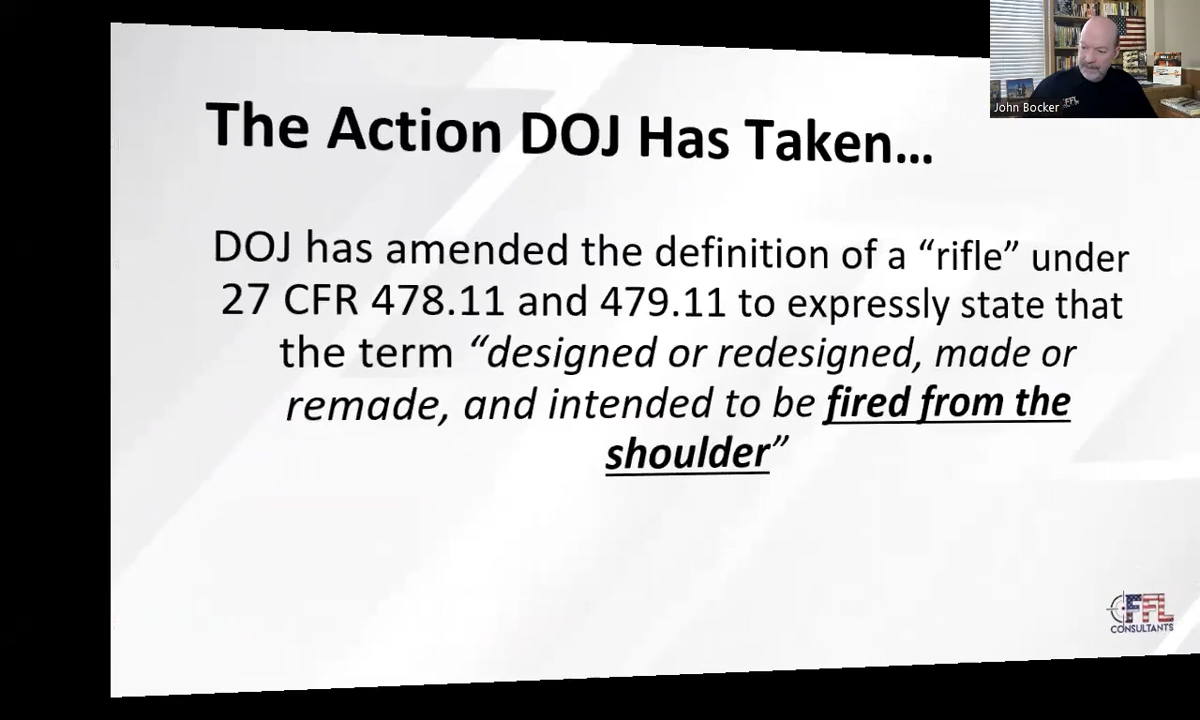 John Bocker
The Action DOJ Has Taken...
DOJ has amended the definition of a “rifle” under
27 CFR 478.11 and 479.11 to expressly state that
the term “designed or redesigned, made or
remade, and intended to be fired from the
shoulder”
FFL
CONSULTANTS